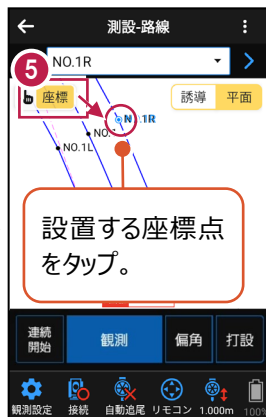 測設-路線
NO.1R
5
座標
誘導 平面
NO.1R
NO.
NO.1L
設置する座標点
をタップ。
連続
開始
観測
偏角
打設
観測設定 接続 自動追尾 リモコン 1.000m 100%